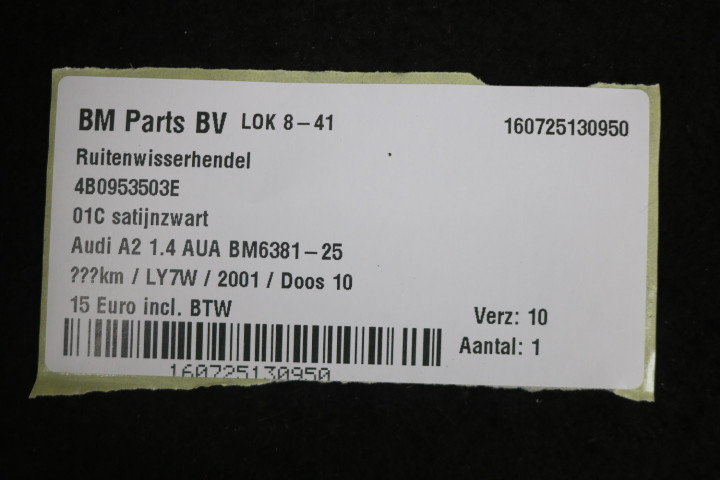 BM Parts BV LOK 8-41 160725130950
Ruitenwisserhendel
4B0953503E
01C satijnzwart
Audi A2 1.4 AUA BM6381-25
???km / LY7W / 2001 / Doos 10
15 Euro incl. BTW Verz: 10
Aantal: 1
160725130950